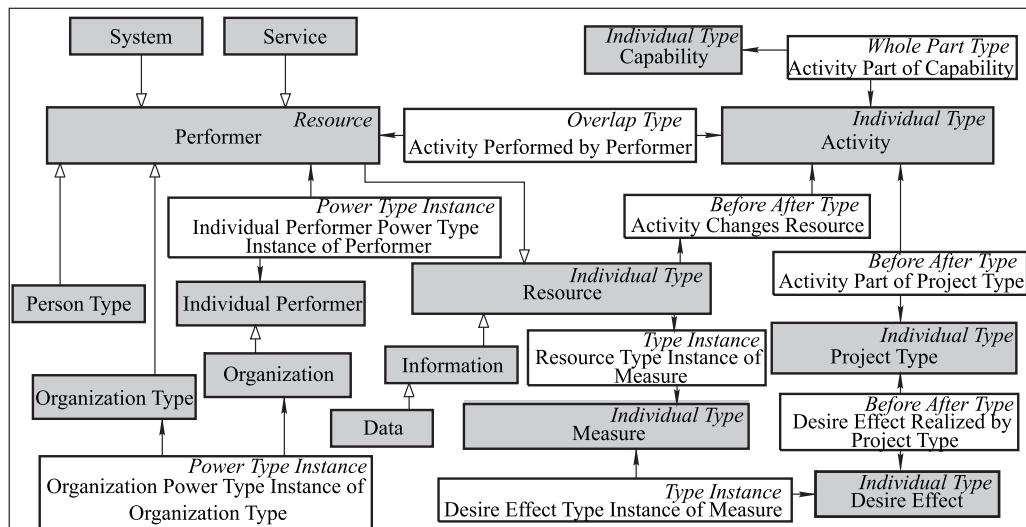 System
Service
Individual Type
Capability
Whole Part Type
Activity Part of Capability
Resource
Performer
Overlap Type
Activity Performed by Performer
Individual Type
Activity
Power Type Instance
Individual Performer Power Type
Instance of Performer
Before After Type
Activity Changes Resource
Before After Type
Activity Part of Project Type
Person Type
Individual Performer
Individual Type
Resource
Type Instance
Resource Type Instance of
Measure
Individual Type
Project Type
Organization Type
Organization
Information
Data
Individual Type
Measure
Before After Type
Desire Effect Realized by
Project Type
Power Type Instance
Organization Power Type Instance of
Organization Type
Type Instance
Desire Effect Type Instance of Measure
Individual Type
Desire Effect